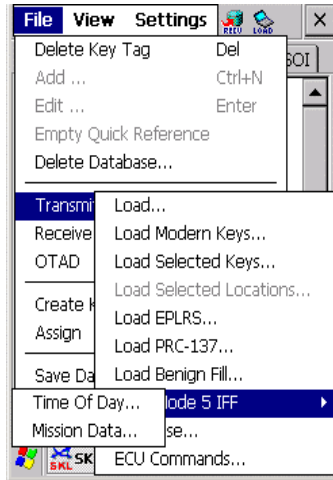 File View Settings RECV LOAD
Delete Key Tag Del
SOI
Add ... Ctrl+N
Edit ... Enter
Empty Quick Reference
Delete Database...
Transmi
Load...
Receive
Load Modern Keys...
OTAD
Load Selected Keys...
Load Selected Locations...
Create K
Load EPLRS...
Assign
Load PRC-137...
Save Da
Load Benign Fill...
Time Of Day...
ode 5 IFF
Mission Data...
se...
SKL SK
ECU Commands...